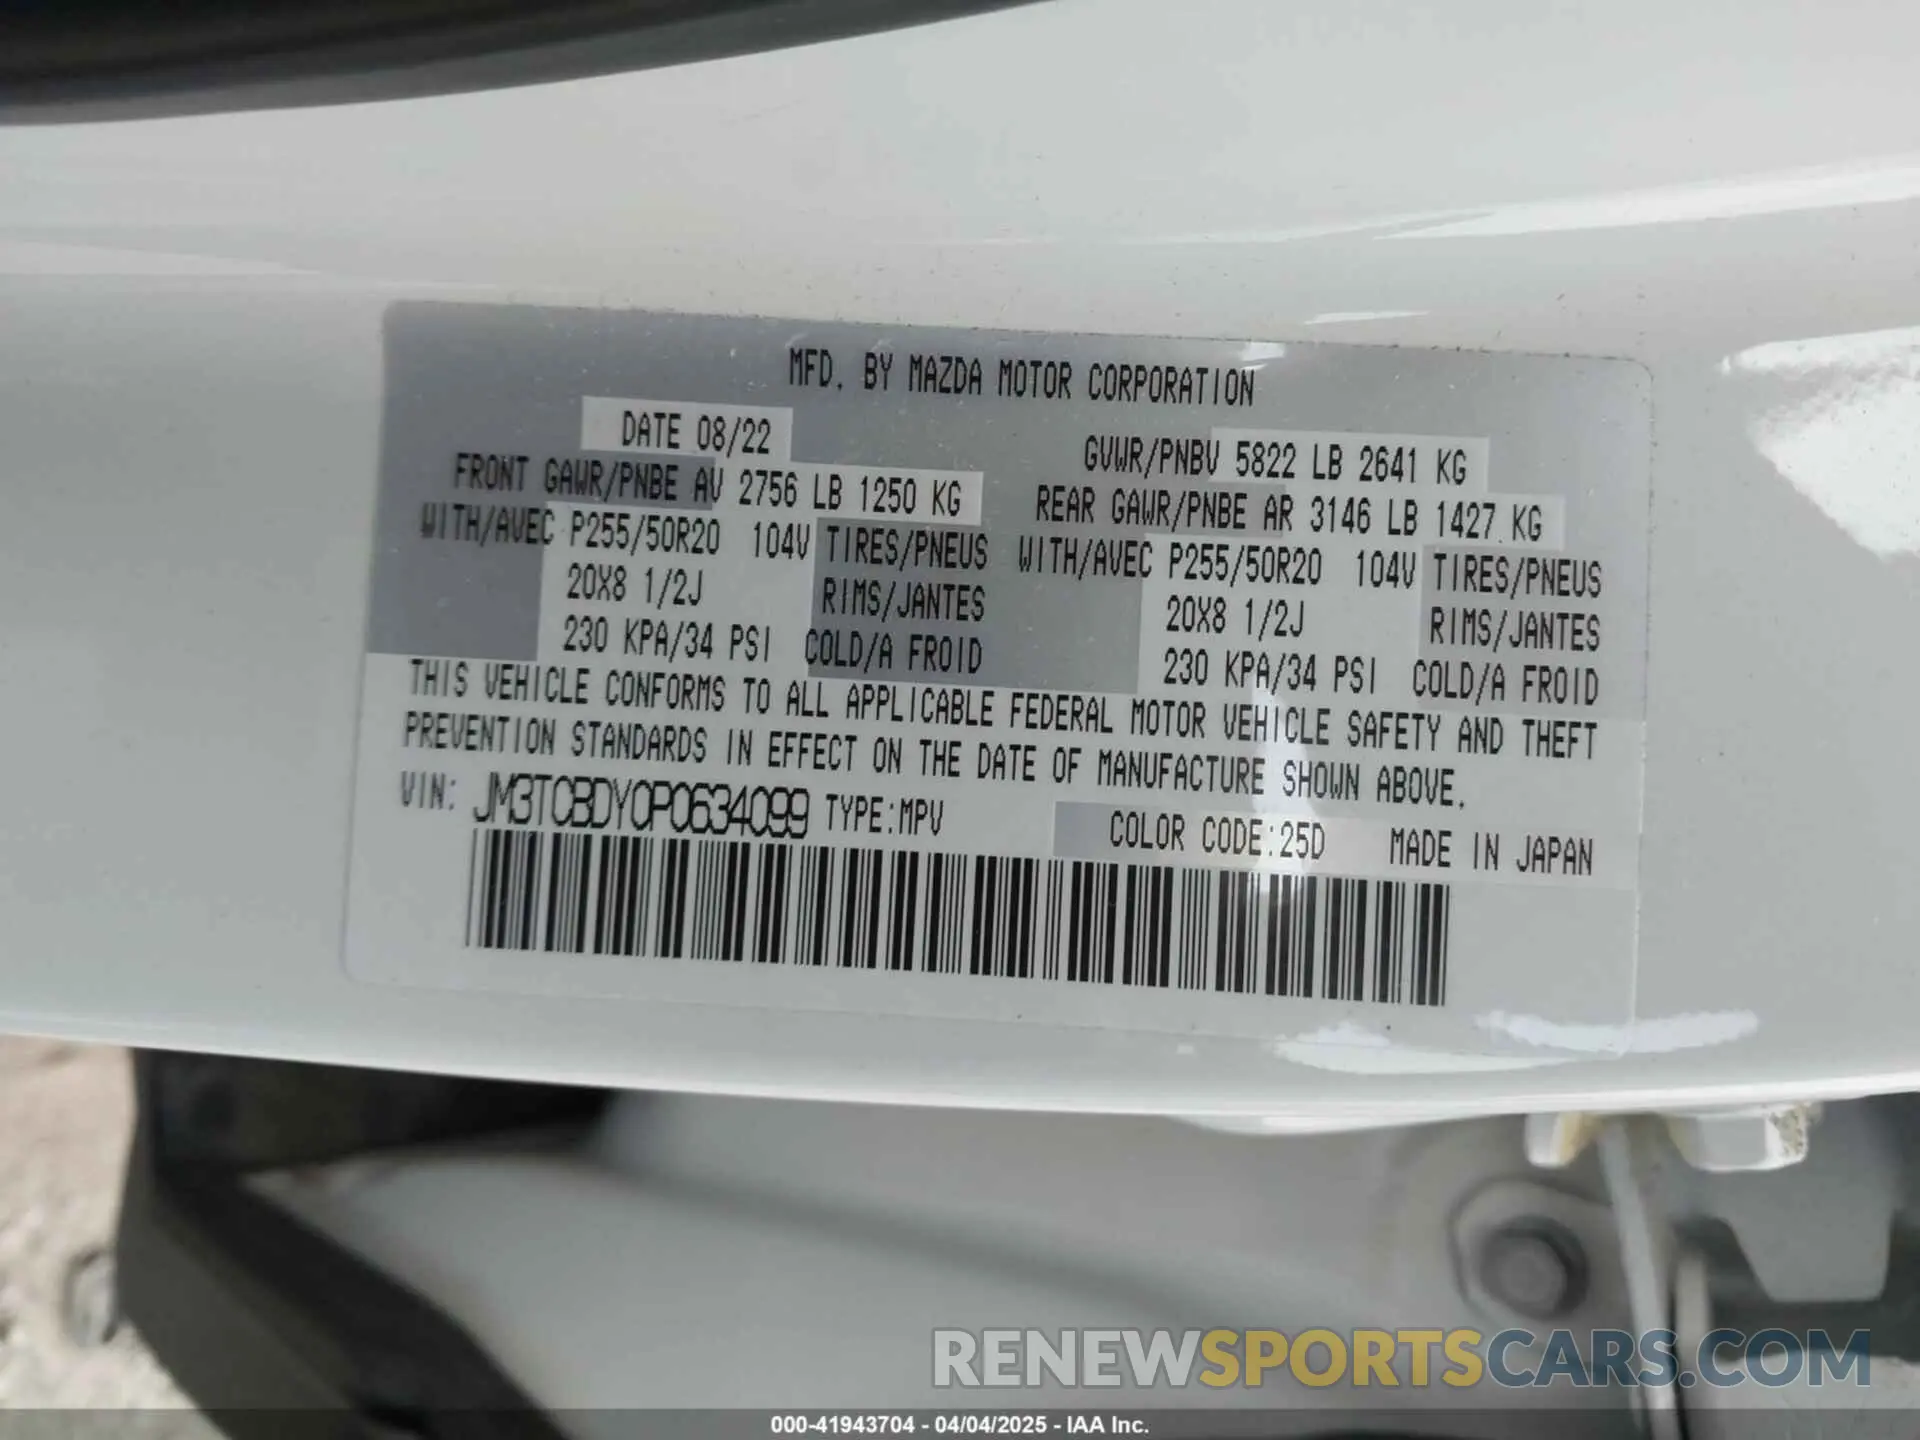 MFD. BY MAZDA MOTOR CORPORATION
DATE 08/22 GVWR/PNBV 5822 LB 2641 KG
FRONT GAWR/PNBE AV 2756 LB 1250 KG REAR GAWR/PNBE AR 3146 LB 1427 KG
WITH/AVEC P255/50R20 104V TIRES/PNEUS WITH/AVEC P255/50R20 104V TIRES/PNEUS
20X8 1/2J RIMS/JANTES 20X8 1/2J RIMS/JANTES
230 KPA/34 PSI COLD/A FROID 230 KPA/34 PSI COLD/A FROID
THIS VEHICLE CONFORMS TO ALL APPLICABLE FEDERAL MOTOR VEHICLE SAFETY AND THEFT
PREVENTION STANDARDS IN EFFECT ON THE DATE OF MANUFACTURE SHOWN ABOVE.
VIN: JM3TCBDY0P0634099 TYPE:MPV COLOR CODE:25D MADE IN JAPAN
RENEWSPORTSCARS.COM
000-41943704 - 04/04/2025 - IAA Inc.